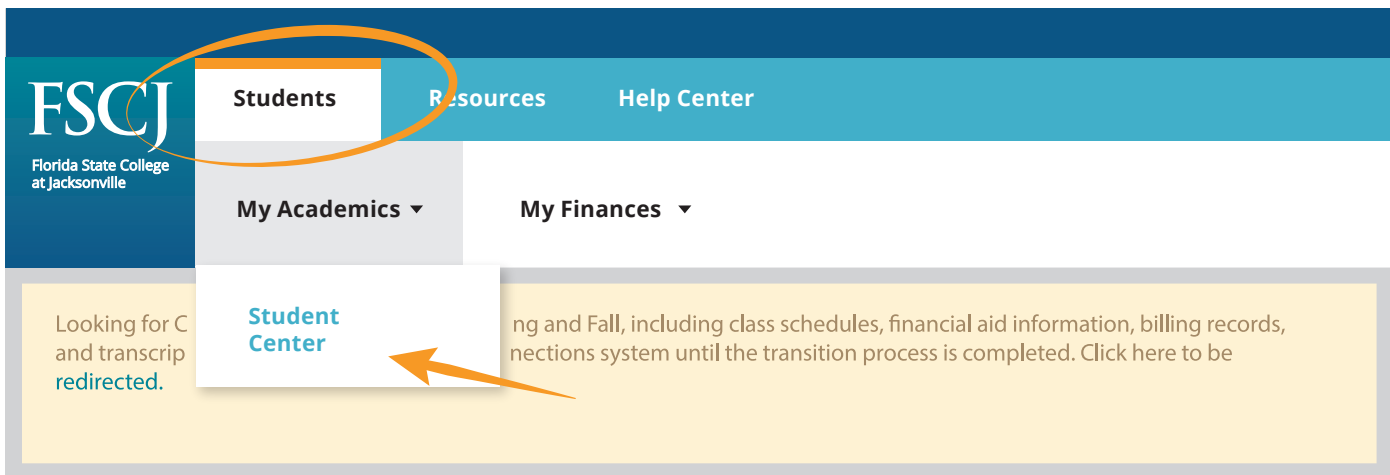 FSCJ
Florida State College
at Jacksonville
Students
Resources
Help Center
My Academics
My Finances
Student
Center
Looking for C ng and Fall, including class schedules, financial aid information, billing records,
and transcrip nections system until the transition process is completed. Click here to be
redirected.